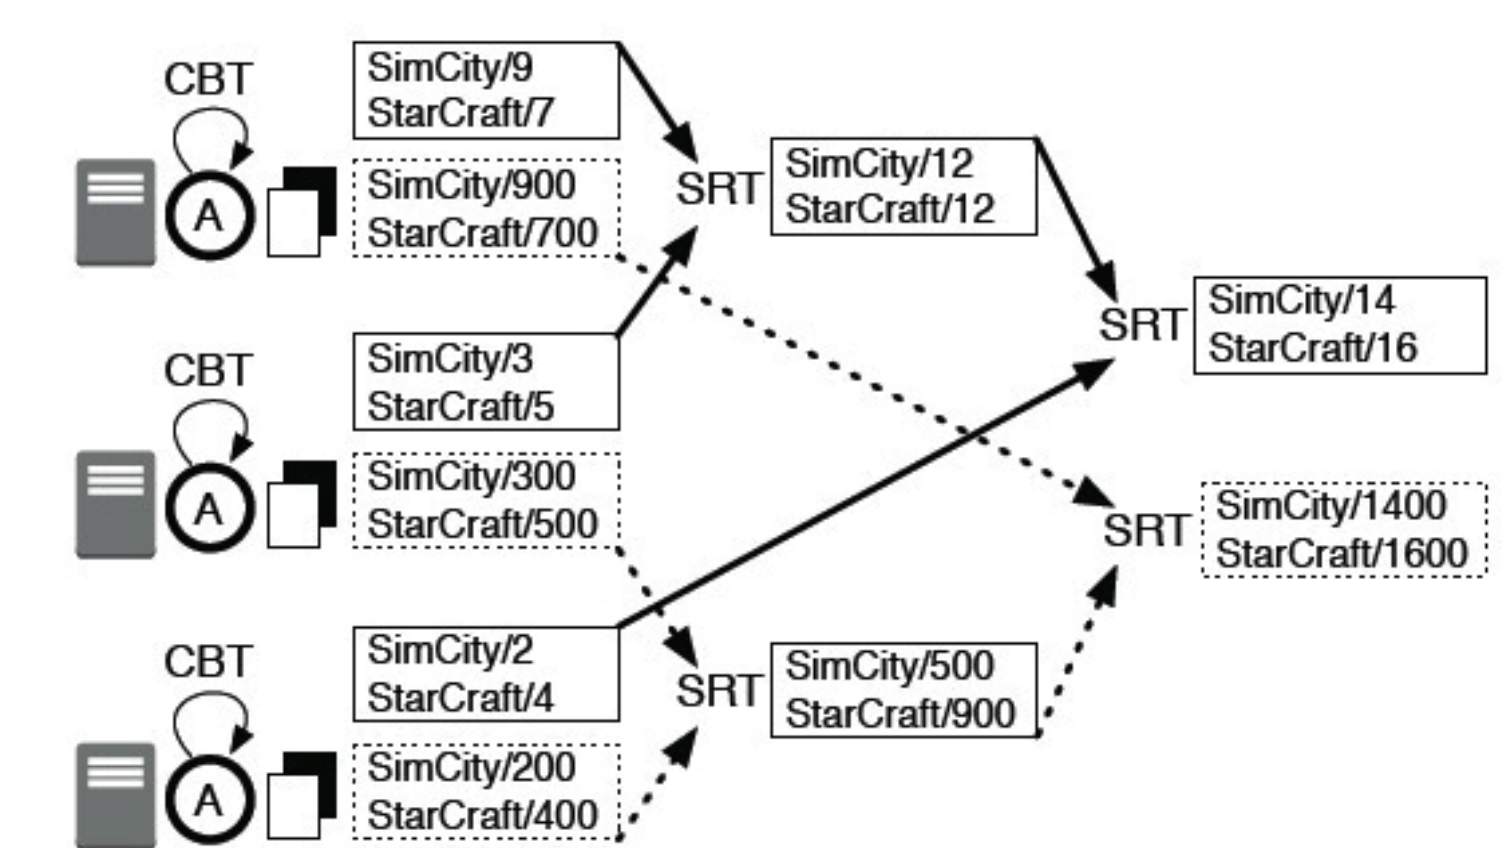 CBT
SimCity/9
StarCraft/7
A
SimCity/900
StarCraft/700
SRT
SimCity/12
StarCraft/12
CBT
SimCity/3
StarCraft/5
A
SimCity/300
StarCraft/500
SRT
SimCity/14
StarCraft/16
SRT
SimCity/1400
StarCraft/1600
CBT
SimCity/2
StarCraft/4
A
SimCity/200
StarCraft/400
SRT
SimCity/500
StarCraft/900